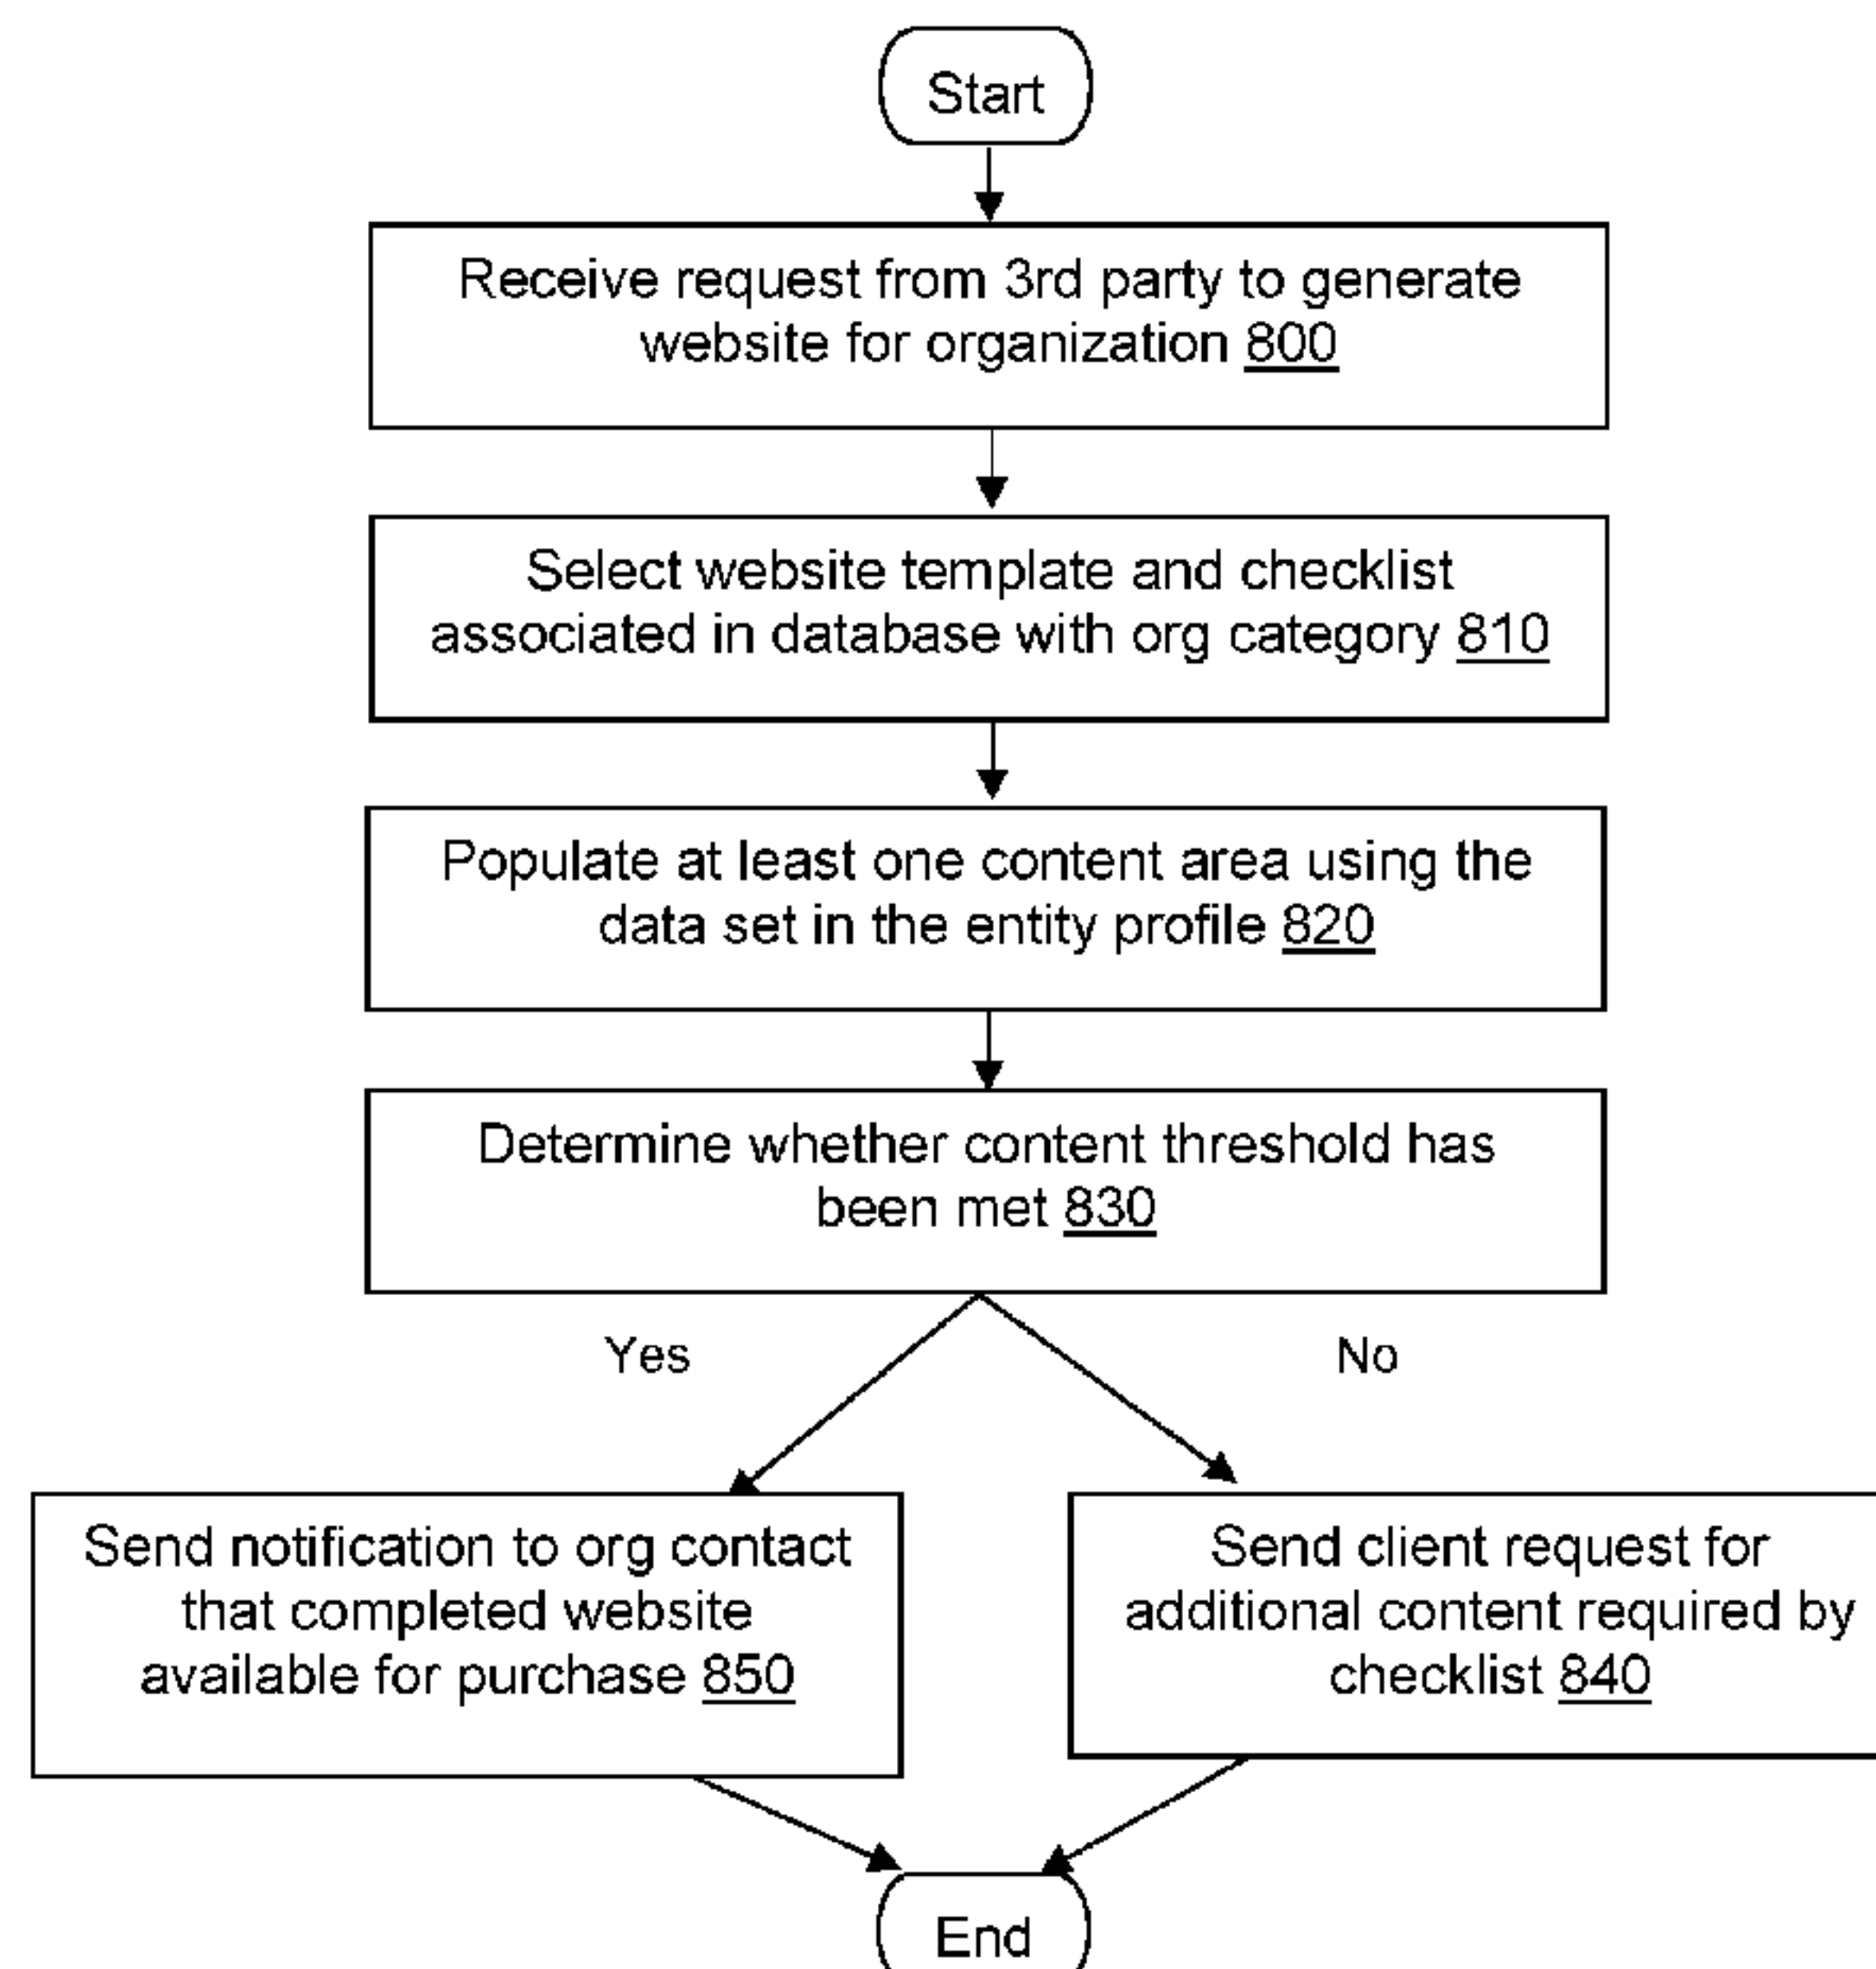 Start
Receive request from 3rd party to generate
website for organization 800
Select website template and checklist
associated in database with org category 810
Populate at least one content area using the
data set in the entity profile 820
Determine whether content threshold has
been met 830
Yes
No
Send notification to org contact
that completed website
available for purchase 850
Send client request for
additional content required by
checklist 840
End